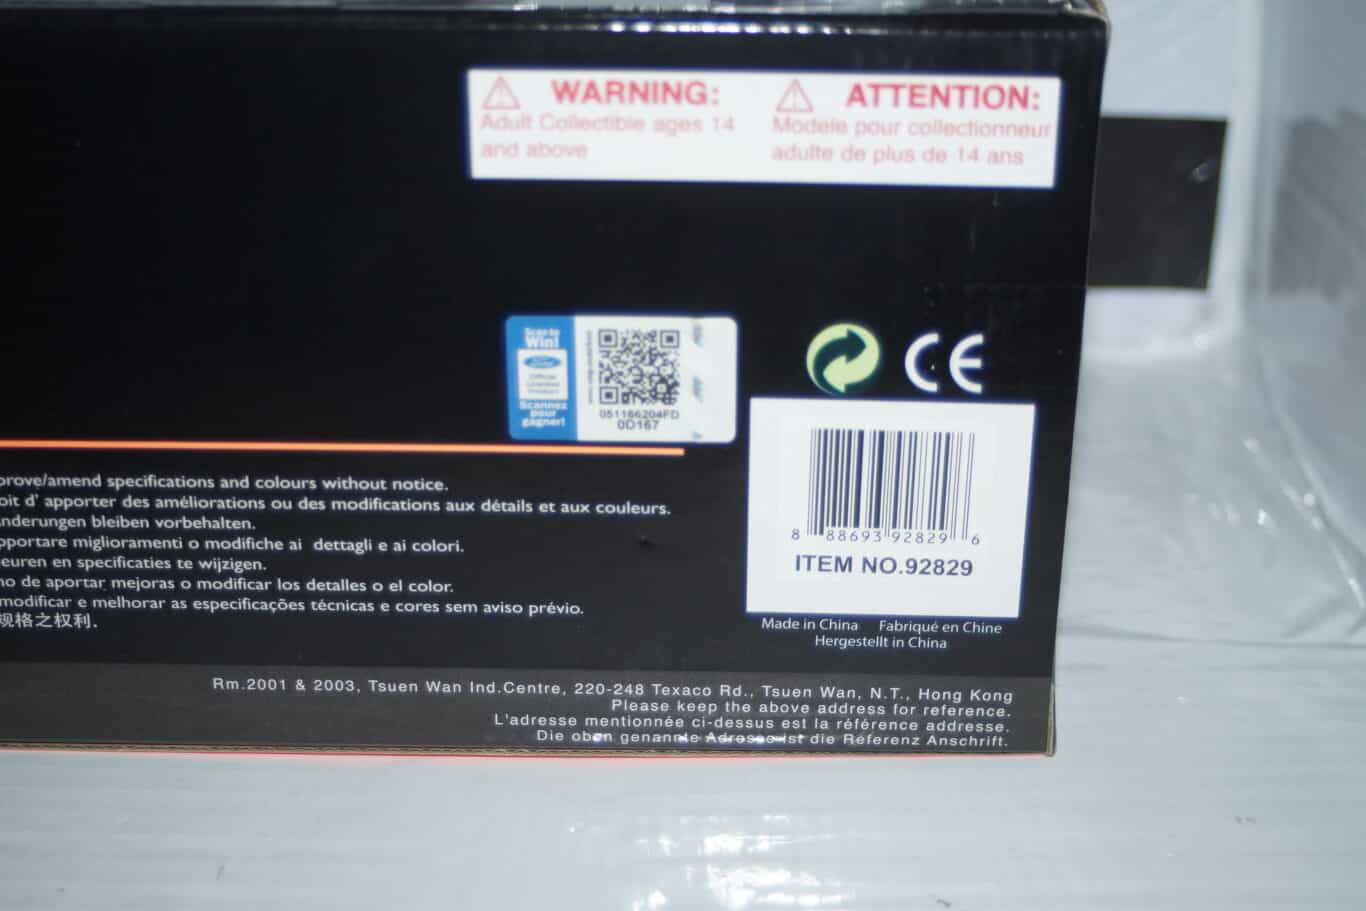 WARNING:
Adult Collectible ages 14
and above
ATTENTION:
Modele pour collectionneur
adulte de plus de 14 ans
Scan to
Win!
Ford
Official
Licensed
Product
Scannez
pour
gagner!
051166204FD
0D167
CE
8 88693 92829 6
ITEM NO.92829
Made in China Fabriqué en Chine
Hergestellt in China
prove/amend specifications and colours without notice.
oit d' apporter des améliorations ou des modifications aux détails et aux couleurs.
nderungen bleiben vorbehalten.
pportare miglioramenti o modifiche ai dettagli e ai colori.
euren en specificaties te wijzigen.
no de aportar mejoras o modificar los detalles o el color.
modificar e melhorar as especificações técnicas e cores sem aviso prévio.
规格之权利.
Rm.2001 & 2003, Tsuen Wan Ind.Centre, 220-248 Texaco Rd., Tsuen Wan, N.T., Hong Kong
Please keep the above address for reference.
L'adresse mentionnée ci-dessus est la référence addresse.
Die oben genannte Adresse ist die Referenz Anschrift.